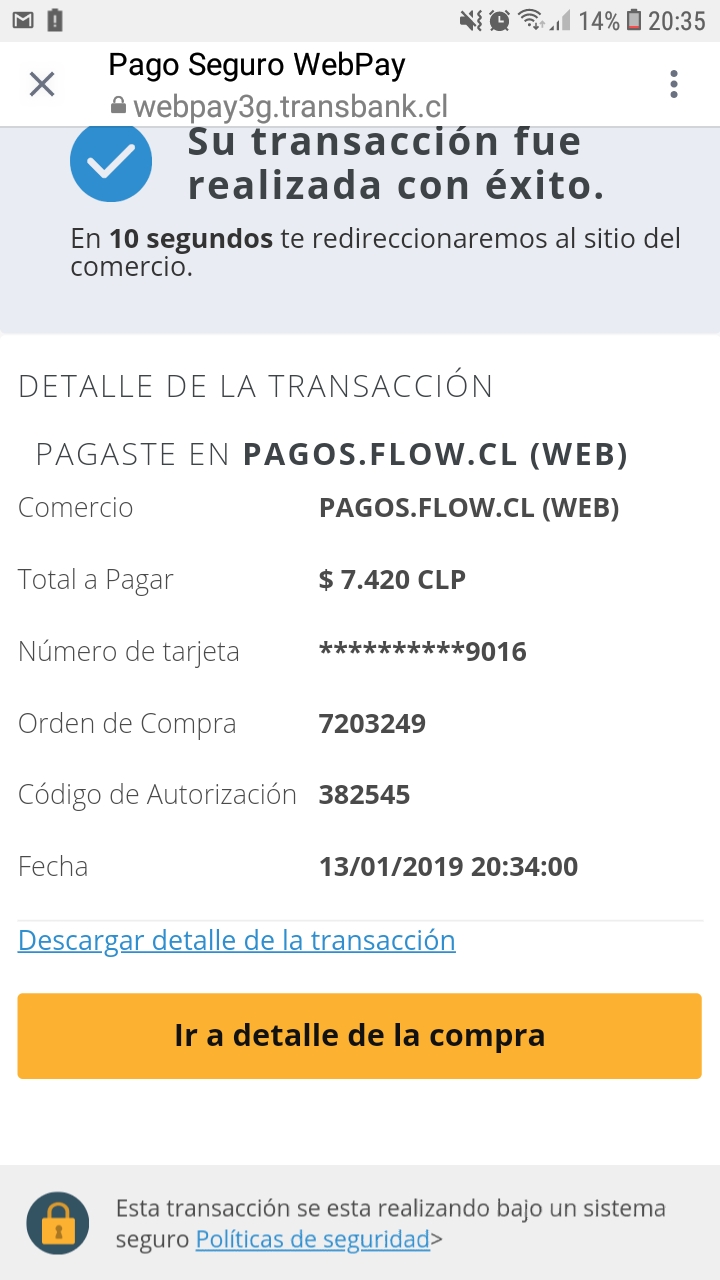 14% 20:35
Pago Seguro WebPay
webpay3g.transbank.cl
Su transacción fue
realizada con éxito.
En 10 segundos te redireccionaremos al sitio del
comercio.
DETALLE DE LA TRANSACCIÓN
PAGASTE EN PAGOS.FLOW.CL (WEB)
Comercio PAGOS.FLOW.CL (WEB)
Total a Pagar $ 7.420 CLP
Número de tarjeta **********9016
Orden de Compra 7203249
Código de Autorización 382545
Fecha 13/01/2019 20:34:00
Descargar detalle de la transacción
Ir a detalle de la compra
Esta transacción se esta realizando bajo un sistema
seguro Políticas de seguridad>